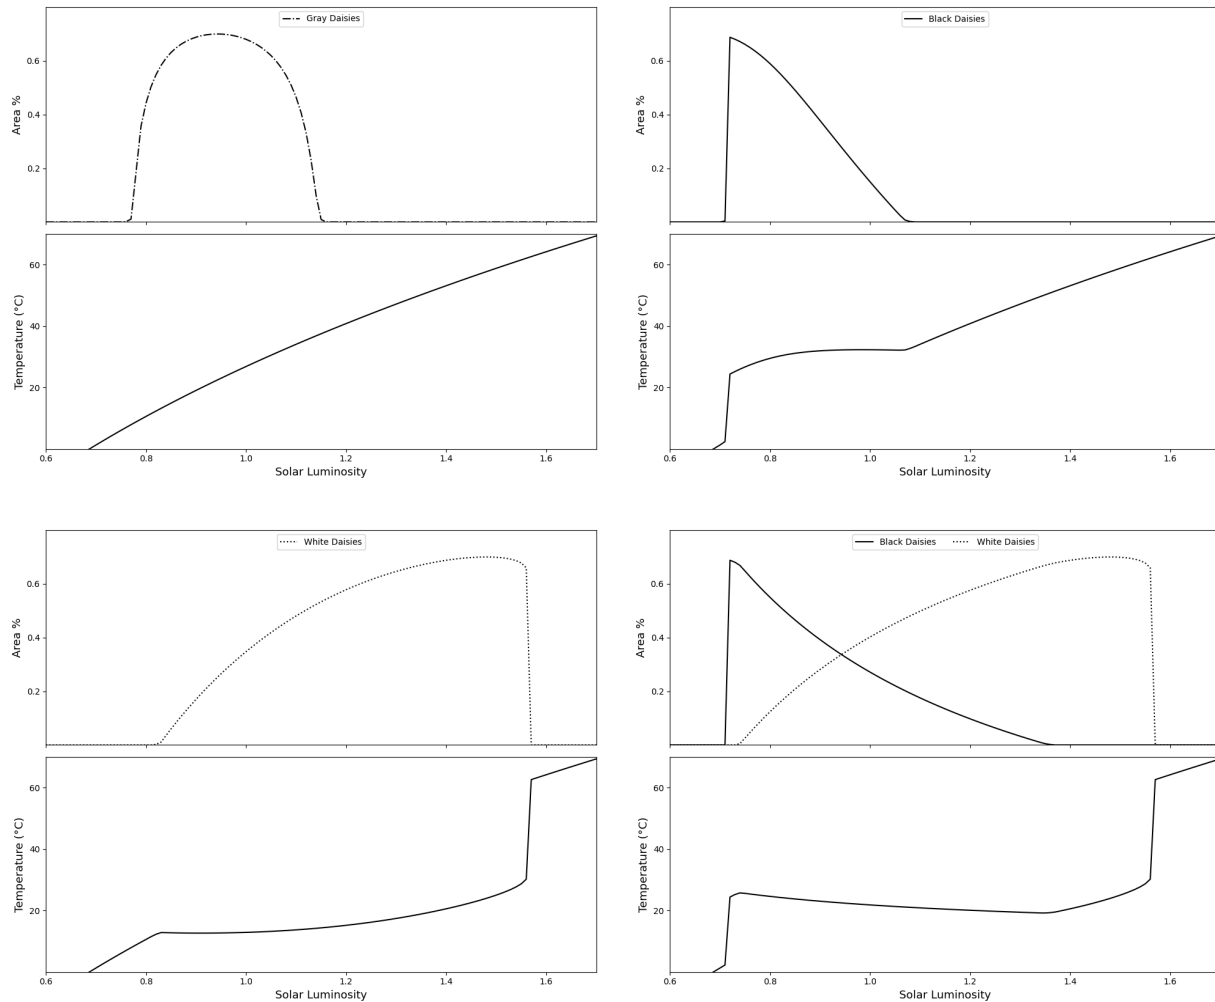 Gray Daisies
Area %
0.6
0.4
0.2
Temperature (°C)
60
40
20
0.6 0.8 1.0 1.2 1.4 1.6
Solar Luminosity
Black Daisies
Area %
0.6
0.4
0.2
Temperature (°C)
60
40
20
0.6 0.8 1.0 1.2 1.4 1.6
Solar Luminosity
White Daisies
Area %
0.6
0.4
0.2
Temperature (°C)
60
40
20
0.6 0.8 1.0 1.2 1.4 1.6
Solar Luminosity
Black Daisies White Daisies
Area %
0.6
0.4
0.2
Temperature (°C)
60
40
20
0.6 0.8 1.0 1.2 1.4 1.6
Solar Luminosity